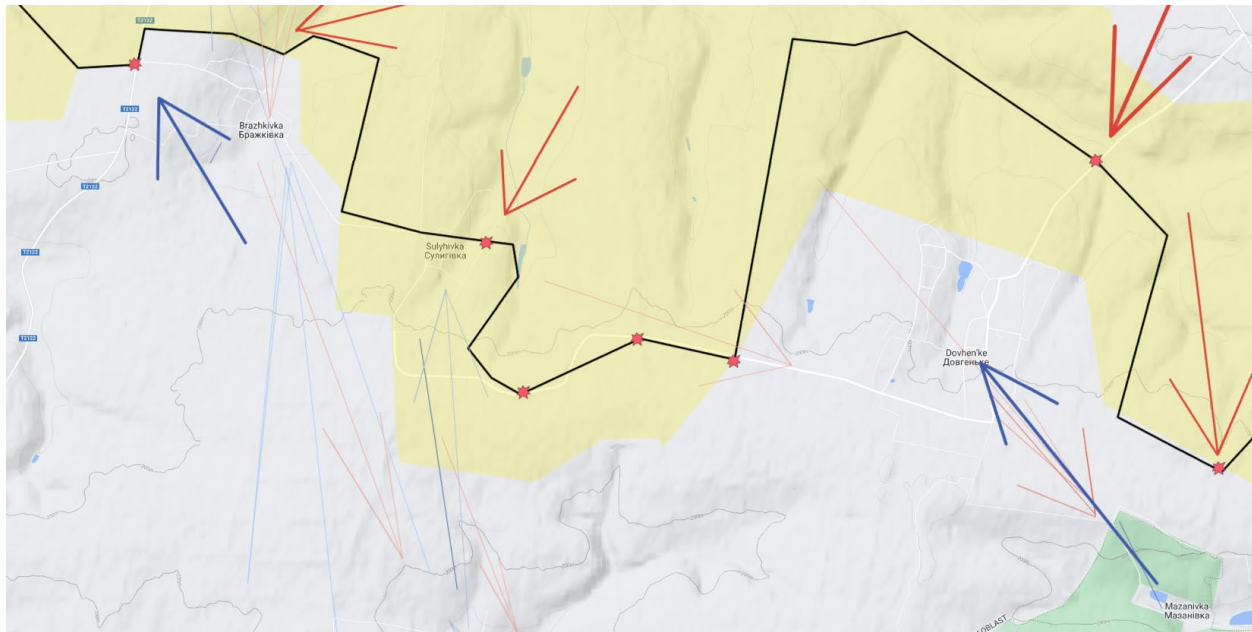 T2122
T2122
Brazhkivka
Бражківка
T2122
Sulyhivka
Сулигівка
T2122
T2122
Dovhen'ke
Довгеньке
Mazanivka
Мазанівка
OBLAST